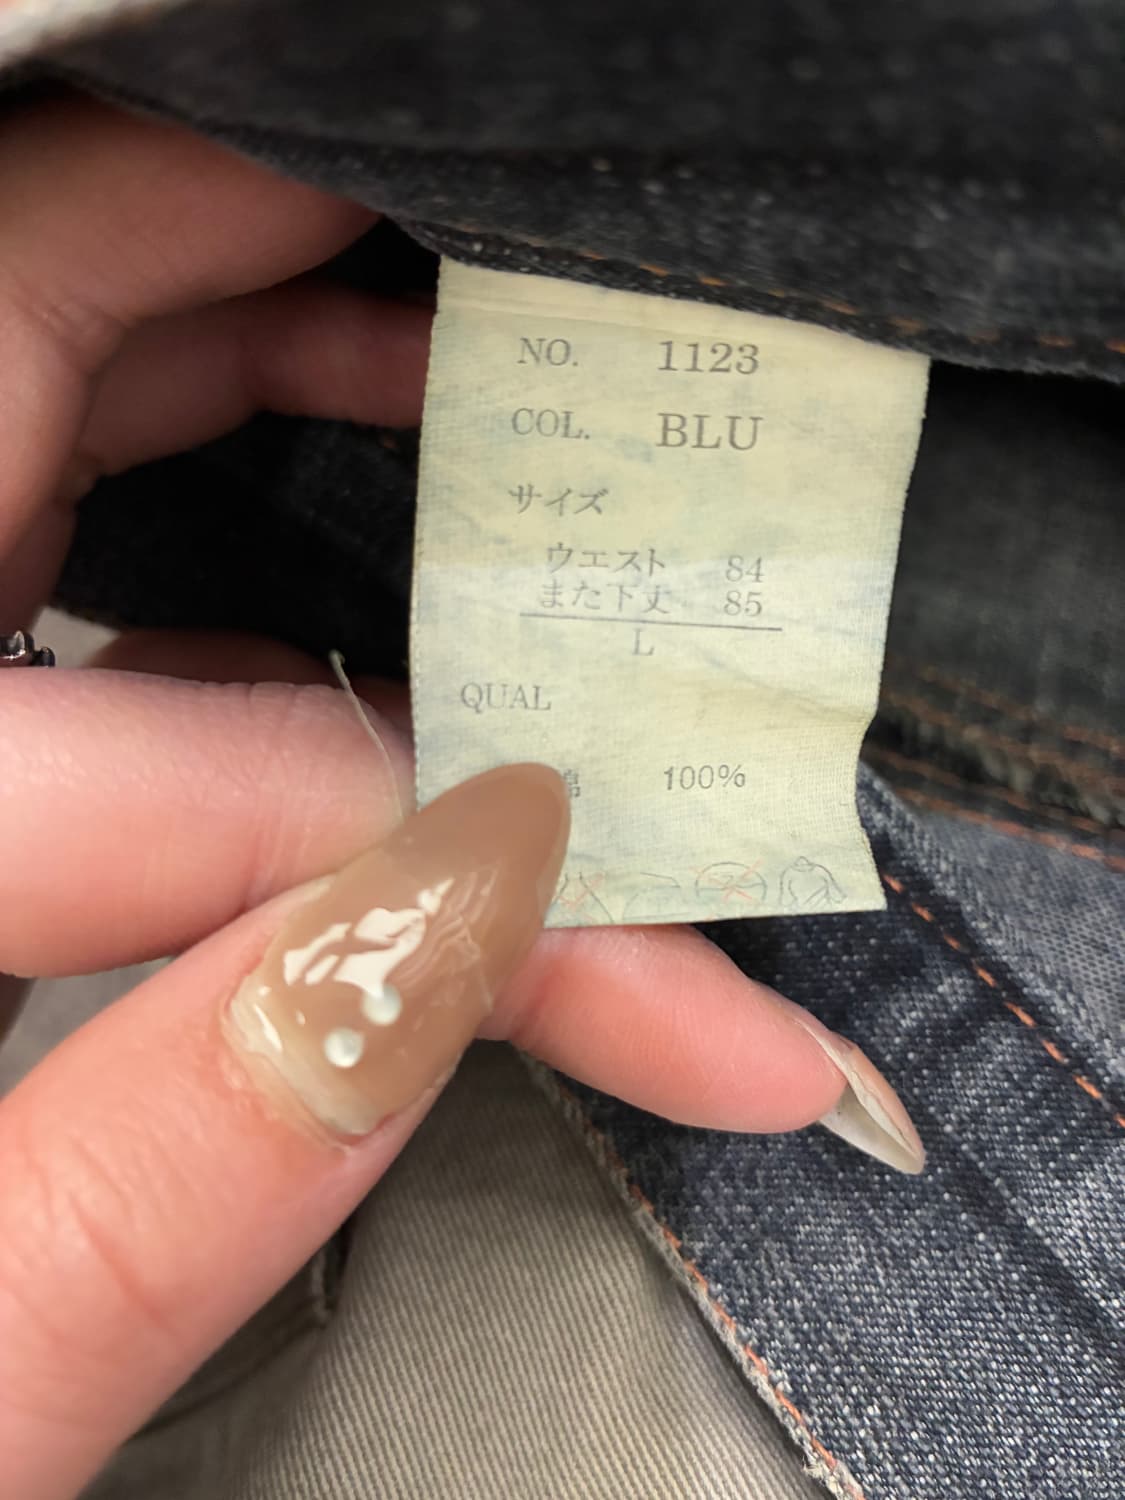 NO. 1123
COL. BLU
サイズ
ウエスト 84
また下丈 85
L
QUAL
綿 100%